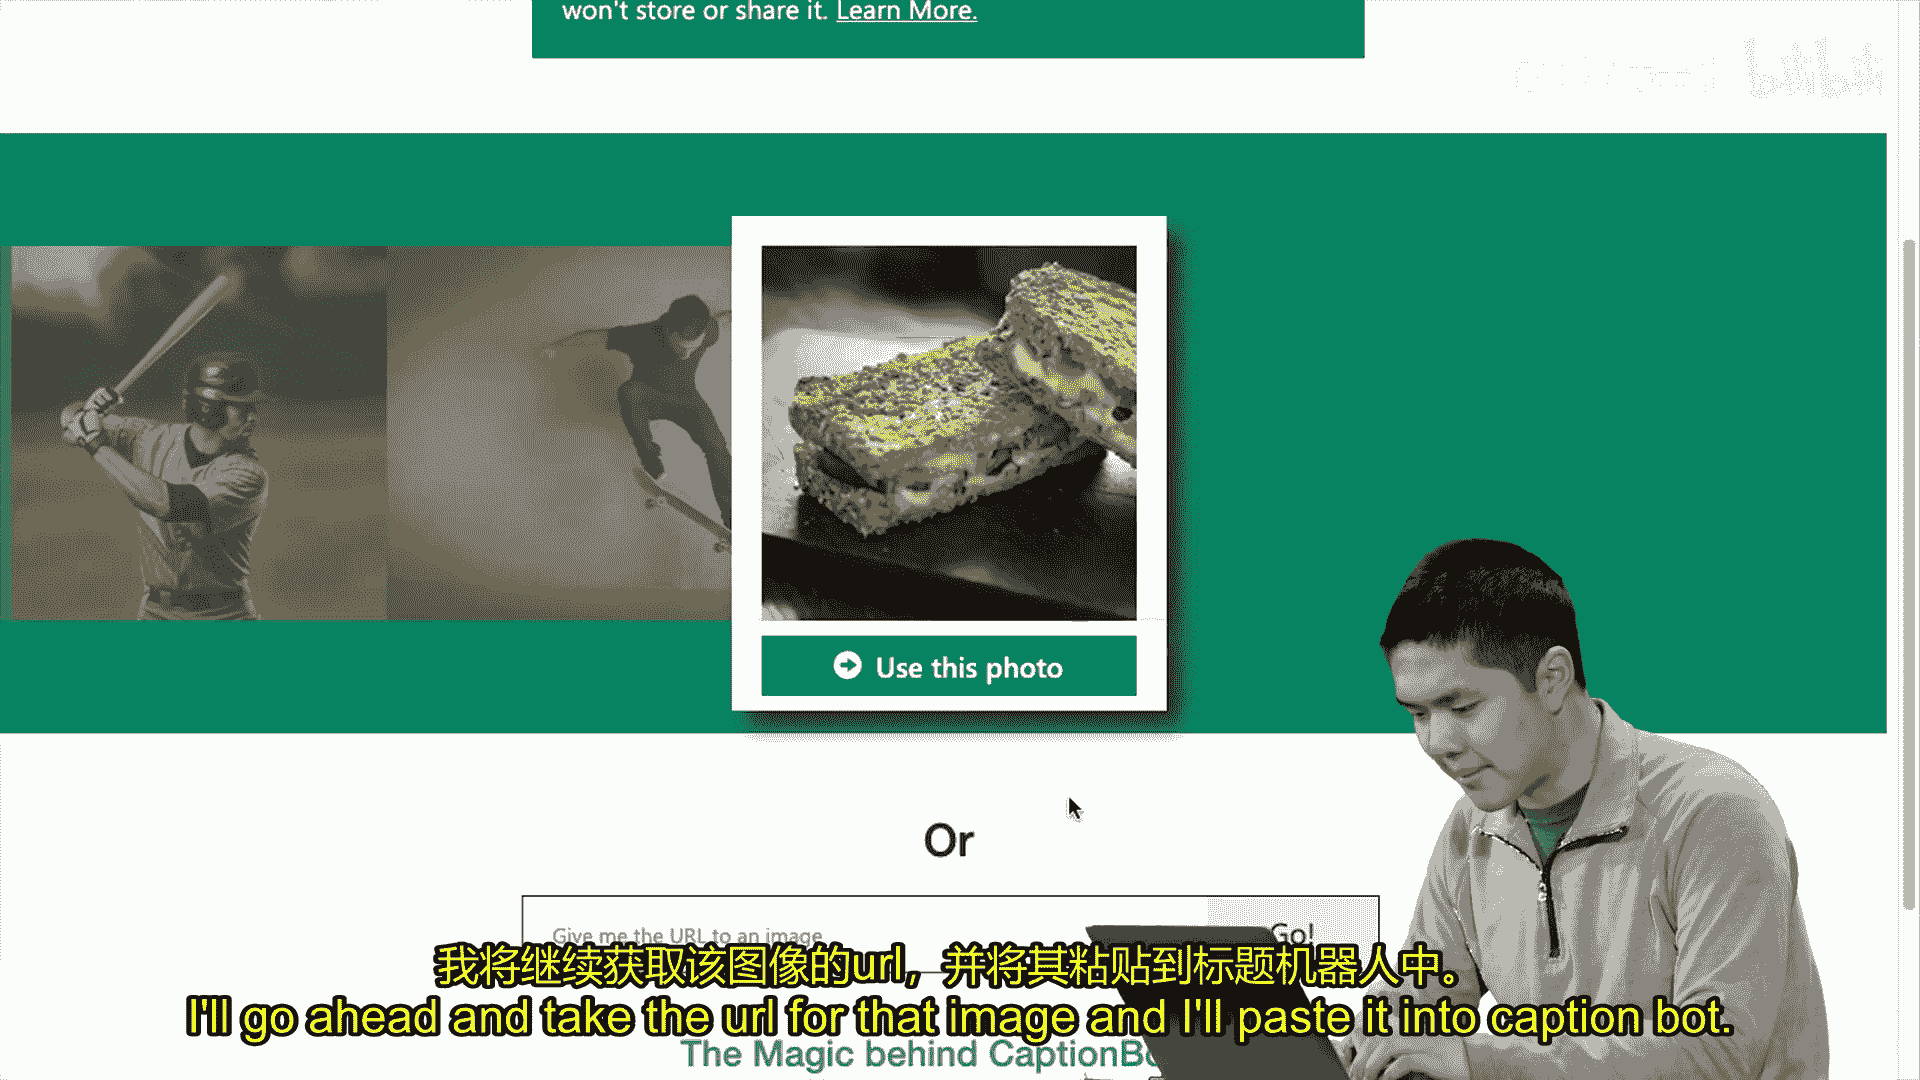 won't store or share it. Learn More.
bilibili
Use this photo
Or
Give me the URL to an image
Go!
我将继续获取该图像的url，并将其粘贴到标题机器人中。
I'll go ahead and take the url for that image and I'll paste it into caption bot.
The Magic behind